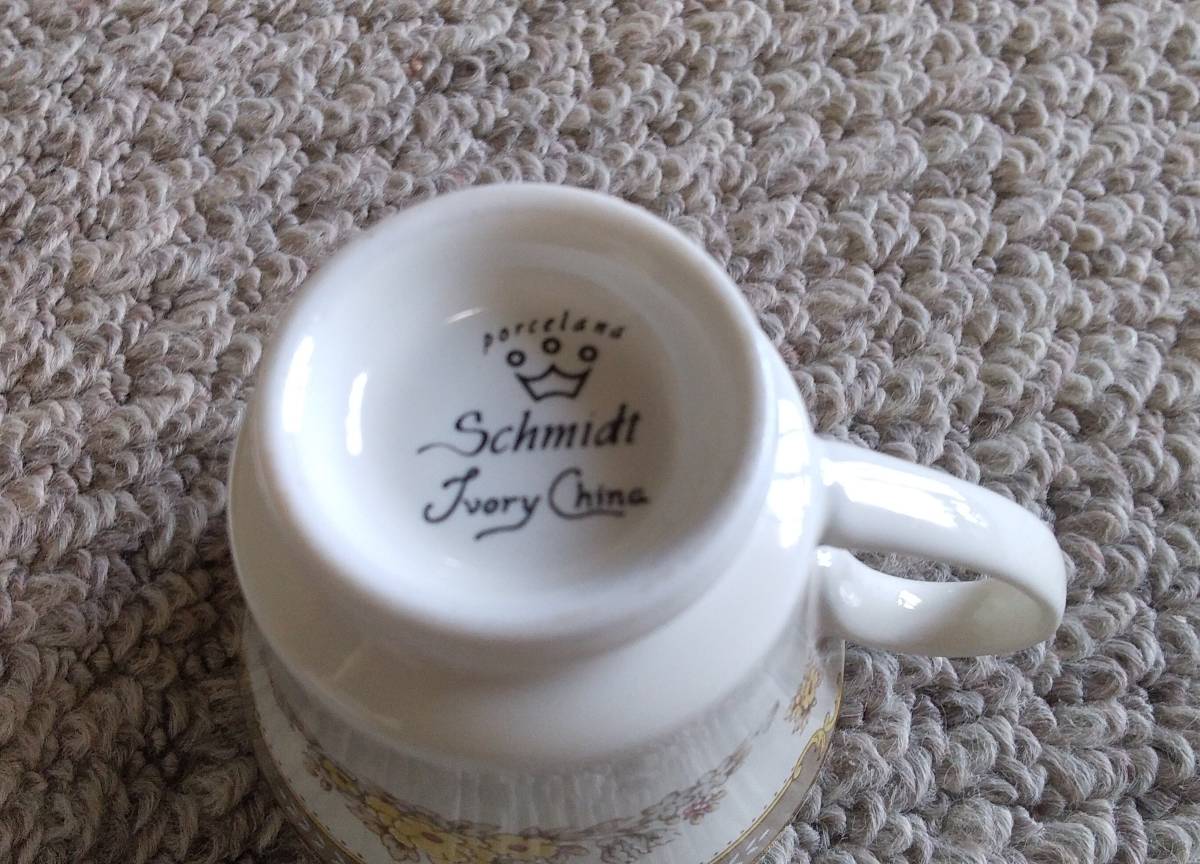 porcelana
Schmidt
Ivory China